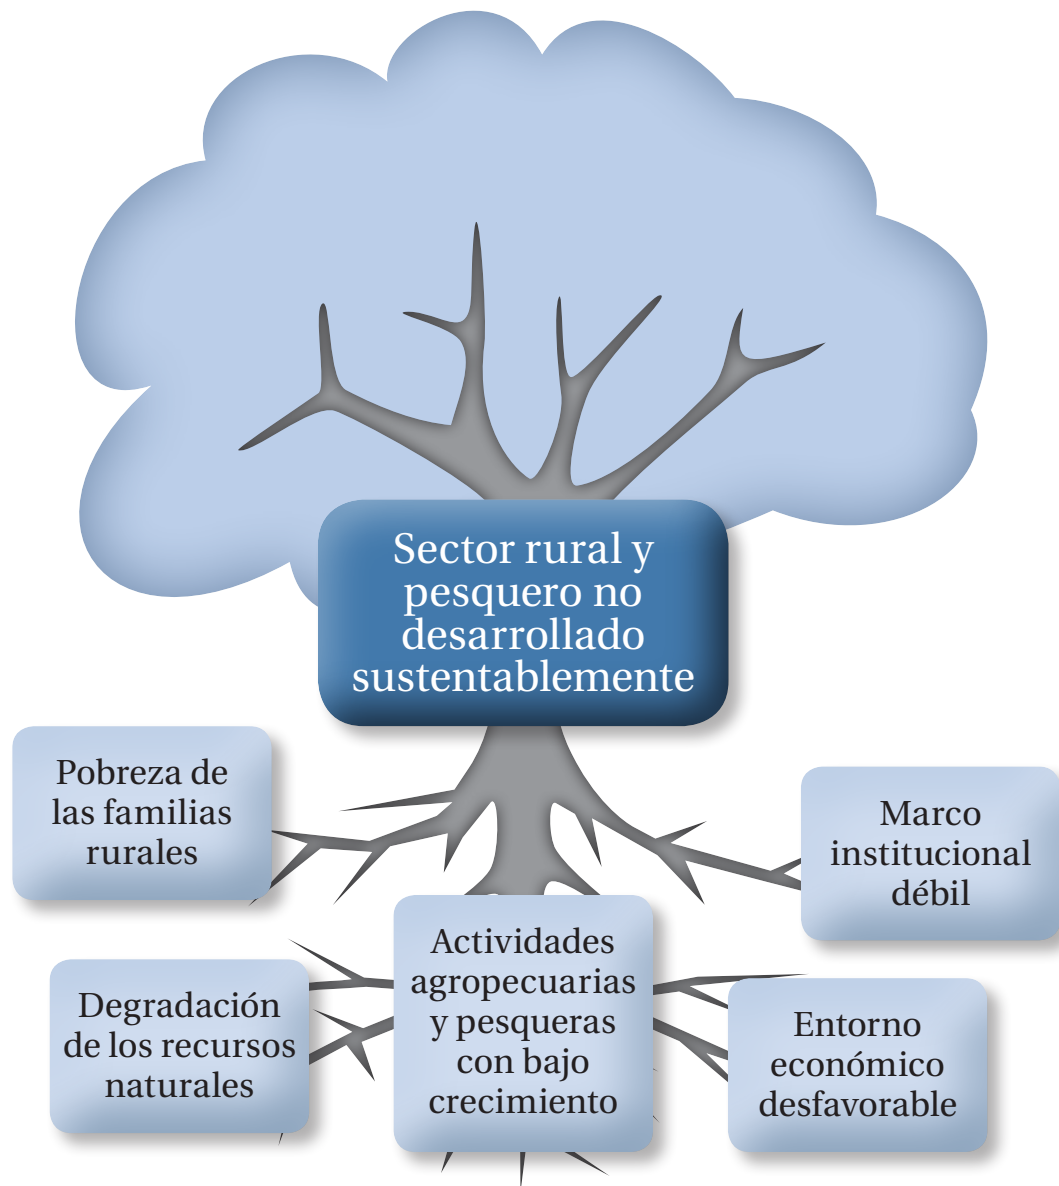 Sector rural y
pesquero no
desarrollado
sustentablemente
Pobreza de
las familias
rurales
Marco
institucional
débil
Actividades
agropecuarias
y pesqueras
con bajo
crecimiento
Degradación
de los recursos
naturales
Entorno
económico
desfavorable